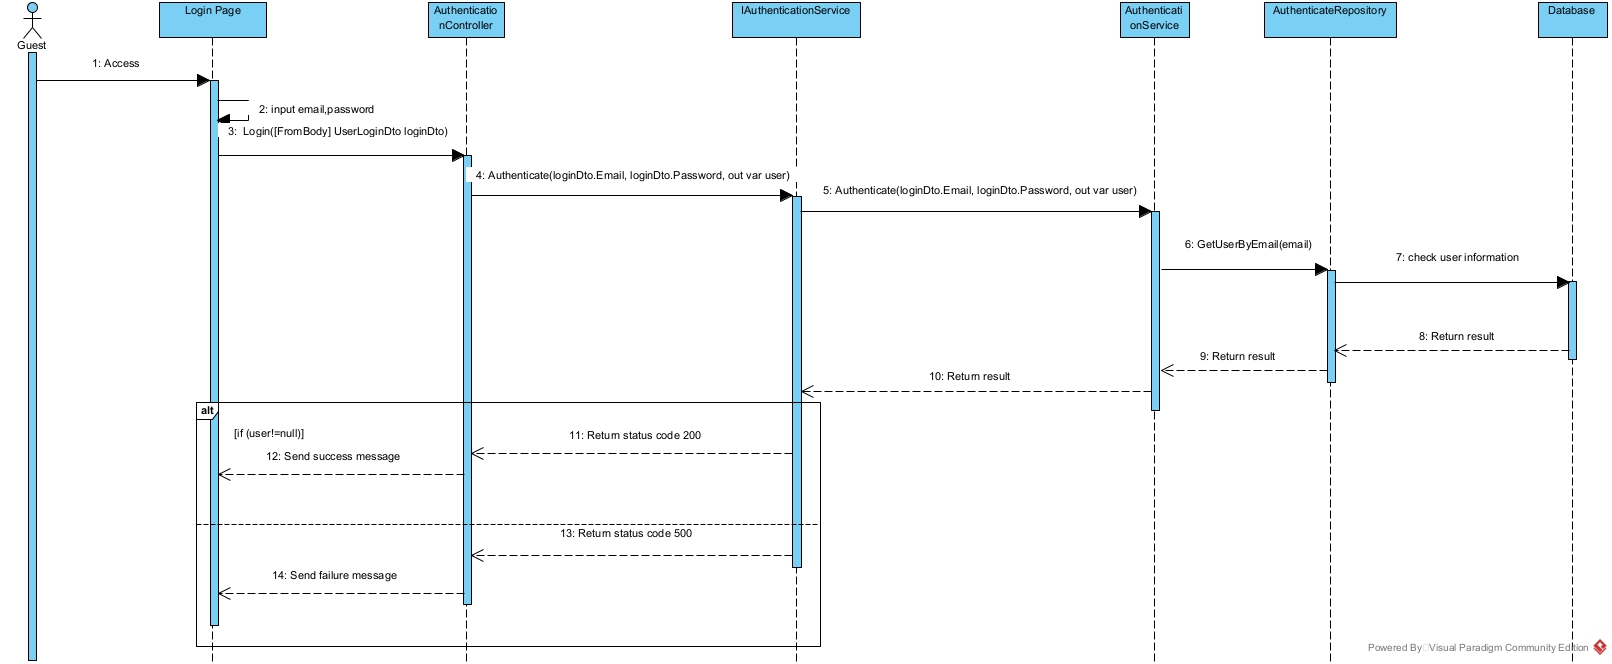 Guest
Login Page
Authenticatio
nController
IAuthenticationService
Authenticati
onService
AuthenticateRepository
Database
1: Access
2: input email,password
3:  Login([FromBody] UserLoginDto loginDto)
4: Authenticate(loginDto.Email, loginDto.Password, out var user)
5: Authenticate(loginDto.Email, loginDto.Password, out var user)
6: GetUserByEmail(email)
7: check user information
8: Return result
9: Return result
10: Return result
alt
[if (user!=null)]
11: Return status code 200
12: Send success message
13: Return status code 500
14: Send failure message
Powered By Visual Paradigm Community Edition